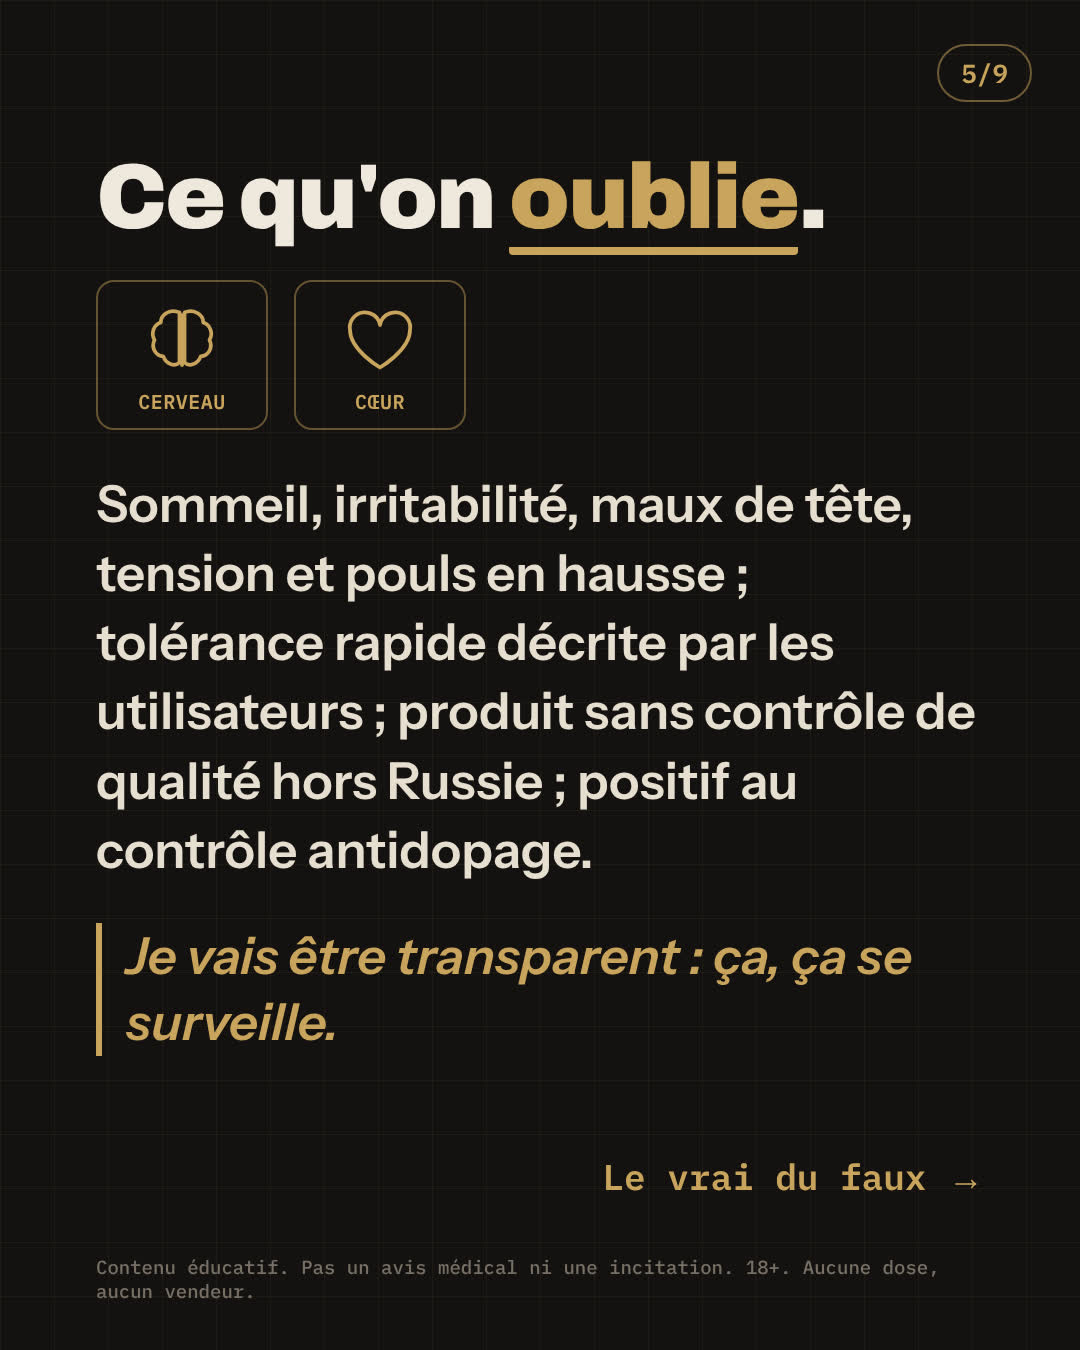 5/9
Ce qu'on oublie.
CERVEAU
CŒUR
Sommeil, irritabilité, maux de tête,
tension et pouls en hausse ;
tolérance rapide décrite par les
utilisateurs ; produit sans contrôle de
qualité hors Russie ; positif au
contrôle antidopage.
Je vais être transparent : ça, ça se
surveille.
Le vrai du faux →
Contenu éducatif. Pas un avis médical ni une incitation. 18+. Aucune dose,
aucun vendeur.